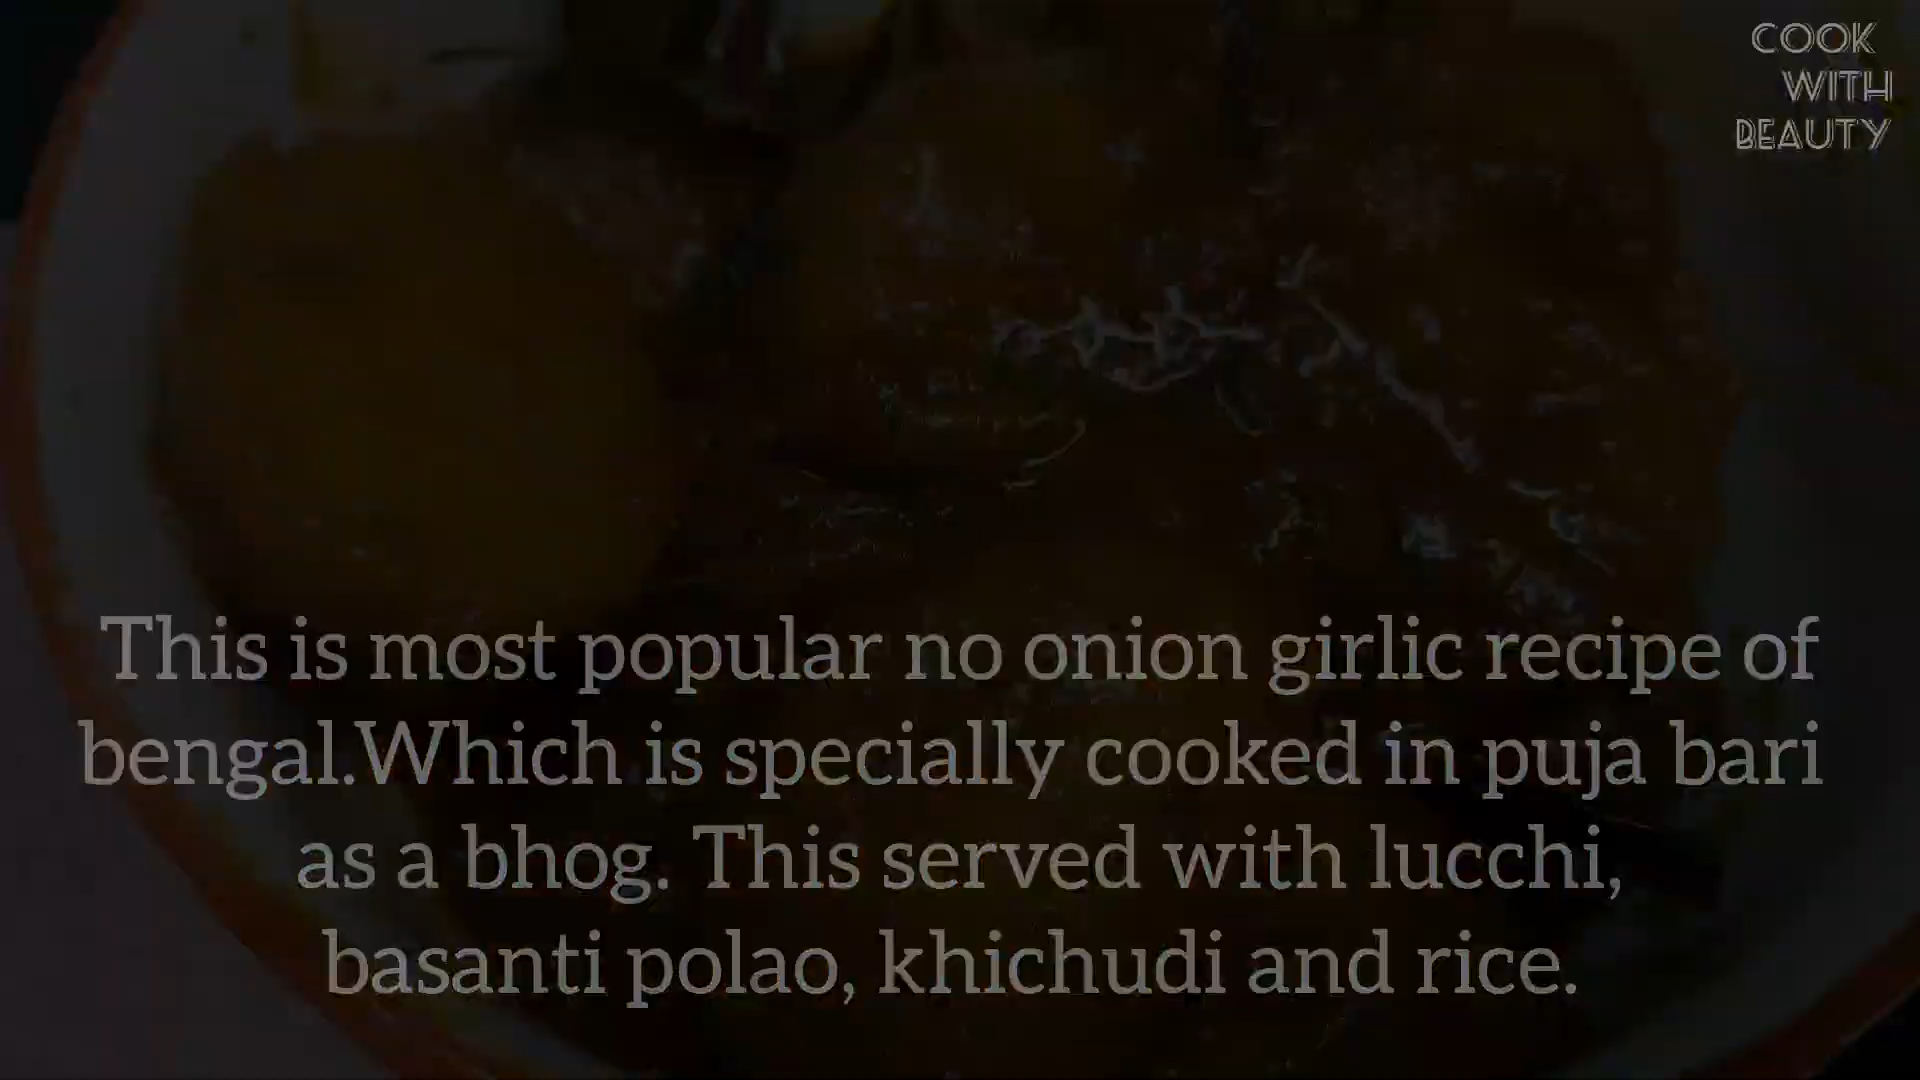 COOK
WITH
BEAUTY
This is most popular no onion girlic recipe of
bengal.Which is specially cooked in puja bari
as a bhog. This served with lucchi,
basanti polao, khichudi and rice.